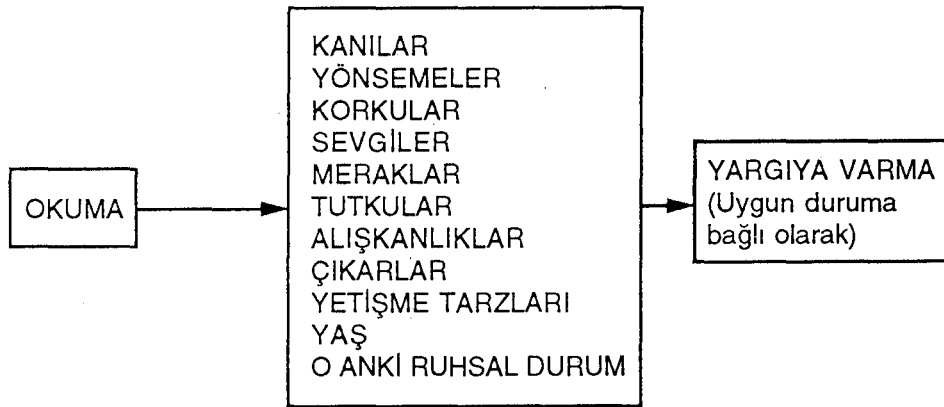 OKUMA
KANILAR
YÖNSEMELER
KORKULAR
SEVGİLER
MERAKLAR
TUTKULAR
ALIŞKANLIKLAR
ÇIKARLAR
YETİŞME TARZLARI
YAŞ
O ANKİ RUHSAL DURUM
YARGIYA VARMA
(Uygun duruma
bağlı olarak)